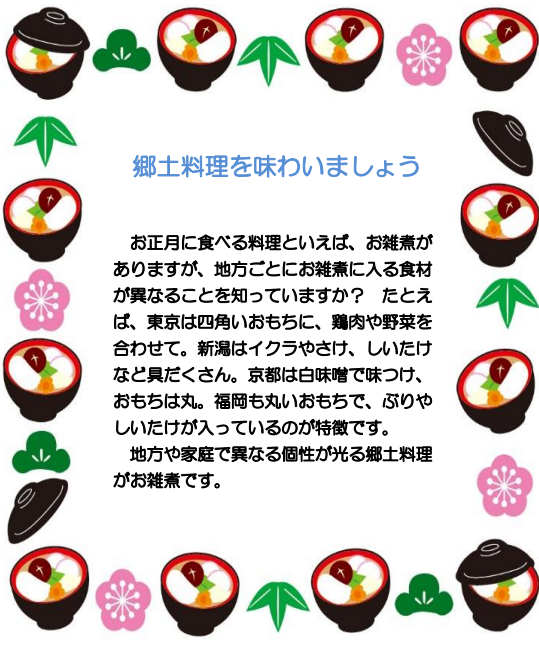 郷土料理を味わいましょう
　お正月に食べる料理といえば、お雑煮が
ありますが、地方ごとにお雑煮に入る食材
が異なることを知っていますか？　たとえ
ば、東京は四角いおもちに、鶏肉や野菜を
合わせて。新潟はイクラやさけ、しいたけ
など具だくさん。京都は白味噌で味つけ、
おもちは丸。福岡も丸いおもちで、ぶりや
しいたけが入っているのが特徴です。
　地方や家庭で異なる個性が光る郷土料理
がお雑煮です。